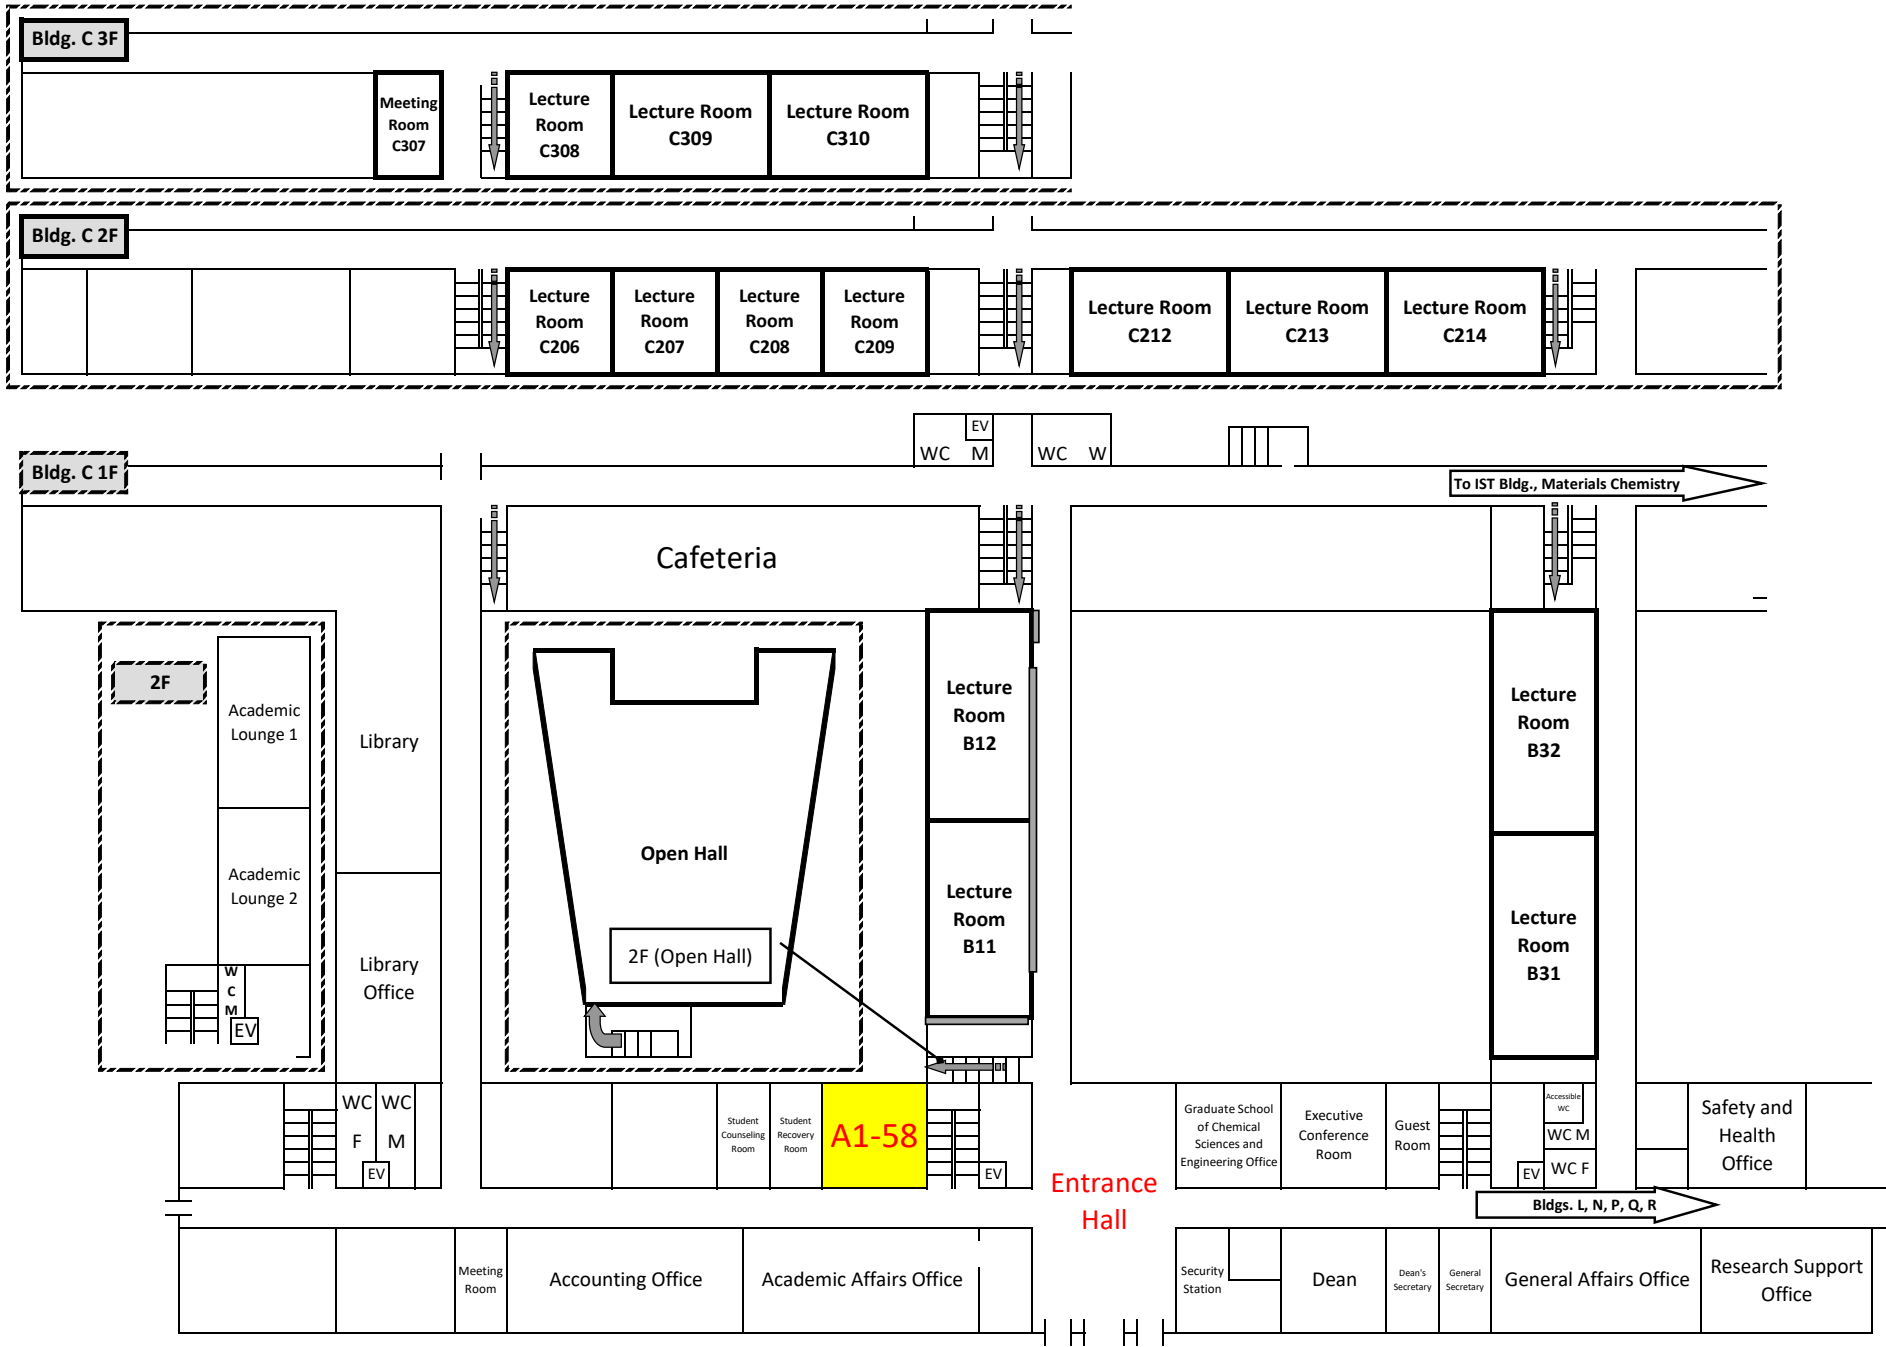 Bldg. C 3F
Meeting
Room
C307
Lecture
Room
C308
Lecture Room
C309
Lecture Room
C310
Bldg. C 2F
Lecture
Room
C206
Lecture
Room
C207
Lecture
Room
C208
Lecture
Room
C209
Lecture Room
C212
Lecture Room
C213
Lecture Room
C214
EV
WC M
WC W
Bldg. C 1F
To IST Bldg., Materials Chemistry
Cafeteria
2F
Academic
Lounge 1
Library
Lecture
Room
B12
Lecture
Room
B32
Open Hall
Academic
Lounge 2
Lecture
Room
B11
Lecture
Room
B31
2F (Open Hall)
Library
Office
W
C
M
EV
WC
F
WC
M
EV
Student
Counseling
Room
Student
Recovery
Room
A1-58
EV
Entrance
Hall
Graduate School
of Chemical
Sciences and
Engineering Office
Executive
Conference
Room
Guest
Room
Accessible
WC
WC M
WC F
EV
Safety and
Health
Office
Bldgs. L, N, P, Q, R
Meeting
Room
Accounting Office
Academic Affairs Office
Security
Station
Dean
Dean's
Secretary
General
Secretary
General Affairs Office
Research Support
Office